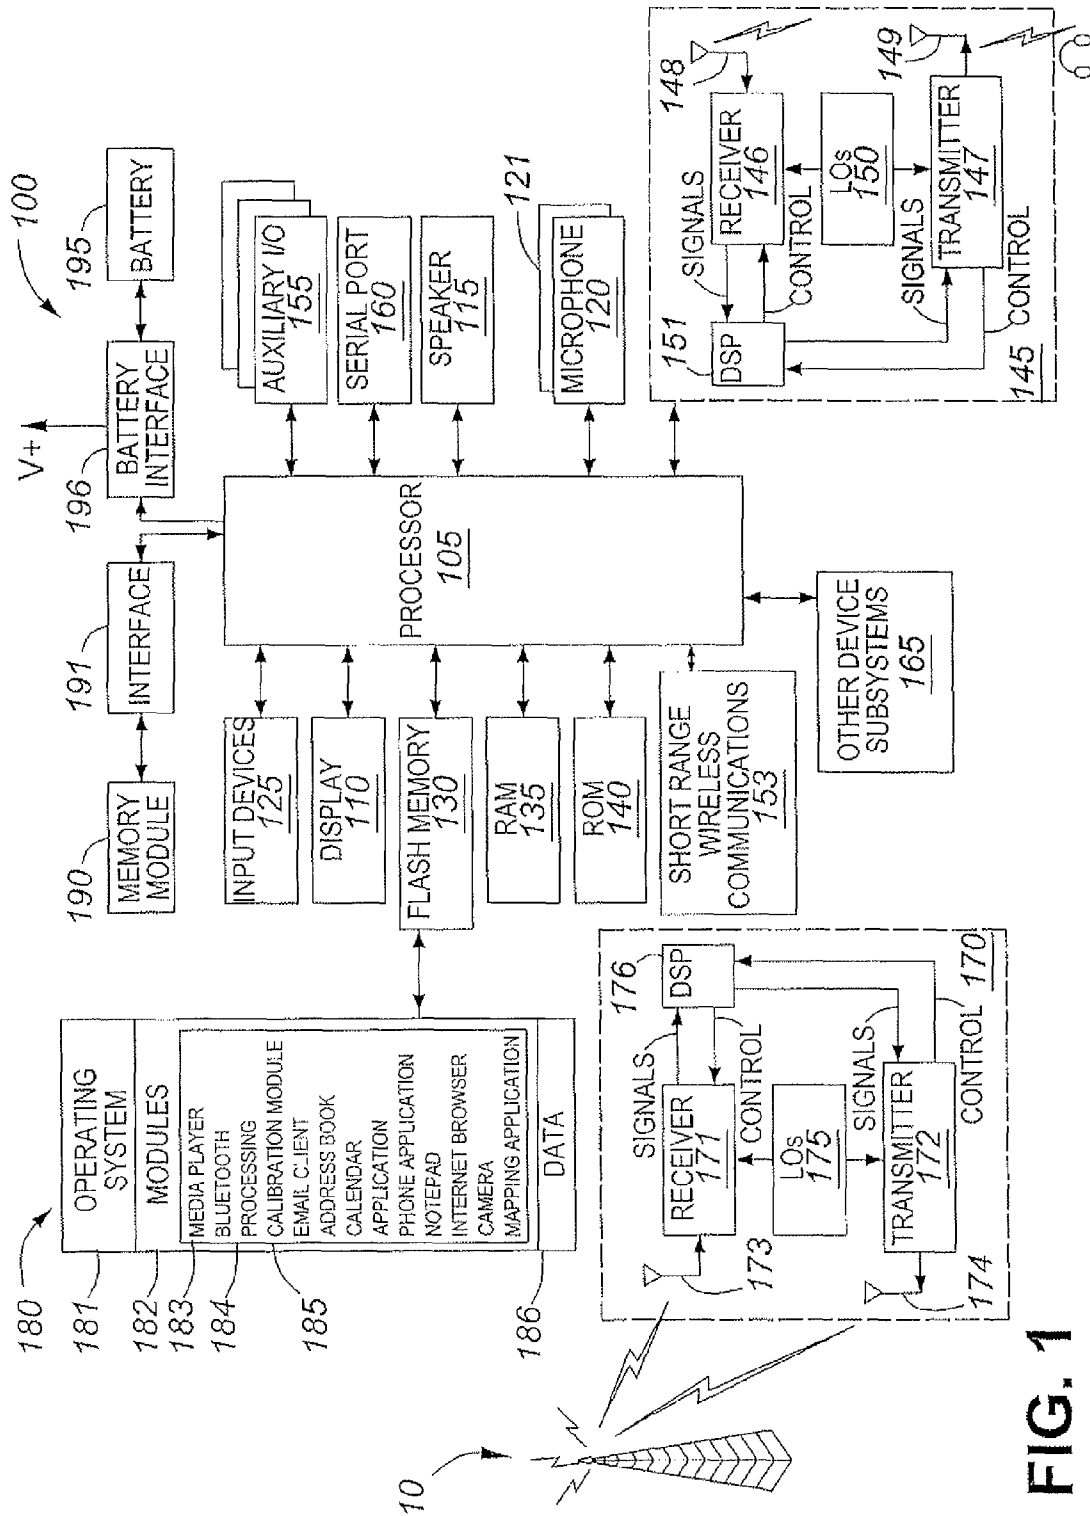 100
180
181
182
183
184
185
186
OPERATING
SYSTEM
MODULES
MEDIA PLAYER
BLUETOOTH
PROCESSING
CALIBRATION MODULE
EMAIL CLIENT
ADDRESS BOOK
CALENDAR
APPLICATION
PHONE APPLICATION
NOTEPAD
INTERNET BROWSER
CAMERA
MAPPING APPLICATION
DATA
190
MEMORY
MODULE
191
INTERFACE
196
BATTERY
INTERFACE
V+
195
BATTERY
INPUT DEVICES
125
DISPLAY
110
FLASH MEMORY
130
RAM
135
ROM
140
SHORT RANGE
WIRELESS
COMMUNICATIONS
153
PROCESSOR
105
AUXILIARY I/O
155
SERIAL PORT
160
SPEAKER
115
121
MICROPHONE
120
OTHER DEVICE
SUBSYSTEMS
165
10
176
DSP
SIGNALS
CONTROL
RECEIVER
171
173
LOs
175
SIGNALS
TRANSMITTER
172
174
CONTROL
170
151
DSP
SIGNALS
CONTROL
RECEIVER
146
148
LOs
150
SIGNALS
TRANSMITTER
147
149
CONTROL
145
FIG. 1